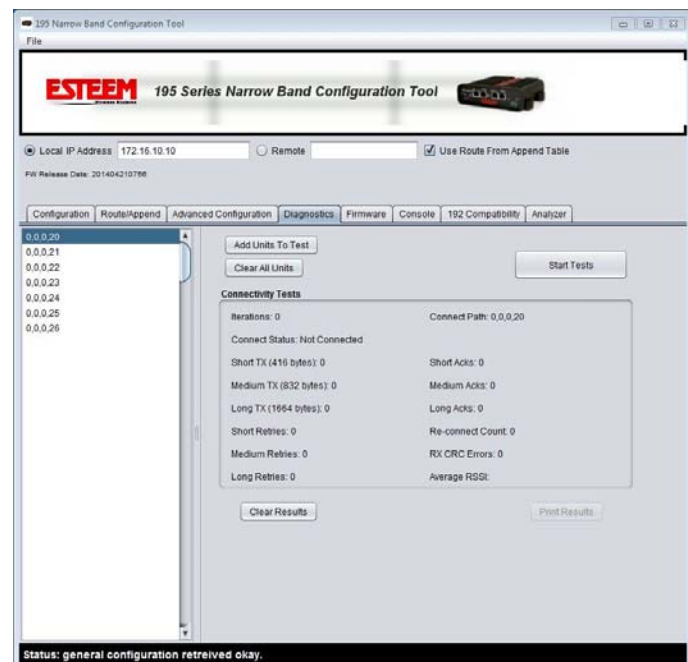 195 Narrow Band Configuration Tool
File
ESTEEM
195 Series Narrow Band Configuration Tool
Local IP Address 172.16.10.10 Remote Use Route From Append Table
FW Release Date: 201404210766
Configuration Route/Append Advanced Configuration Diagnostics Firmware Console 192 Compatibility Analyzer
0,0,0,20
0,0,0,21
0,0,0,22
0,0,0,23
0,0,0,24
0,0,0,25
0,0,0,26
Add Units To Test
Clear All Units
Start Tests
Connectivity Tests
Iterations: 0 Connect Path: 0,0,0,20
Connect Status: Not Connected
Short TX (416 bytes): 0 Short Acks: 0
Medium TX (832 bytes): 0 Medium Acks: 0
Long TX (1664 bytes): 0 Long Acks: 0
Short Retries: 0 Re-connect Count: 0
Medium Retries: 0 RX CRC Errors: 0
Long Retries: 0 Average RSSI:
Clear Results Print Results
Status: general configuration retreived okay.